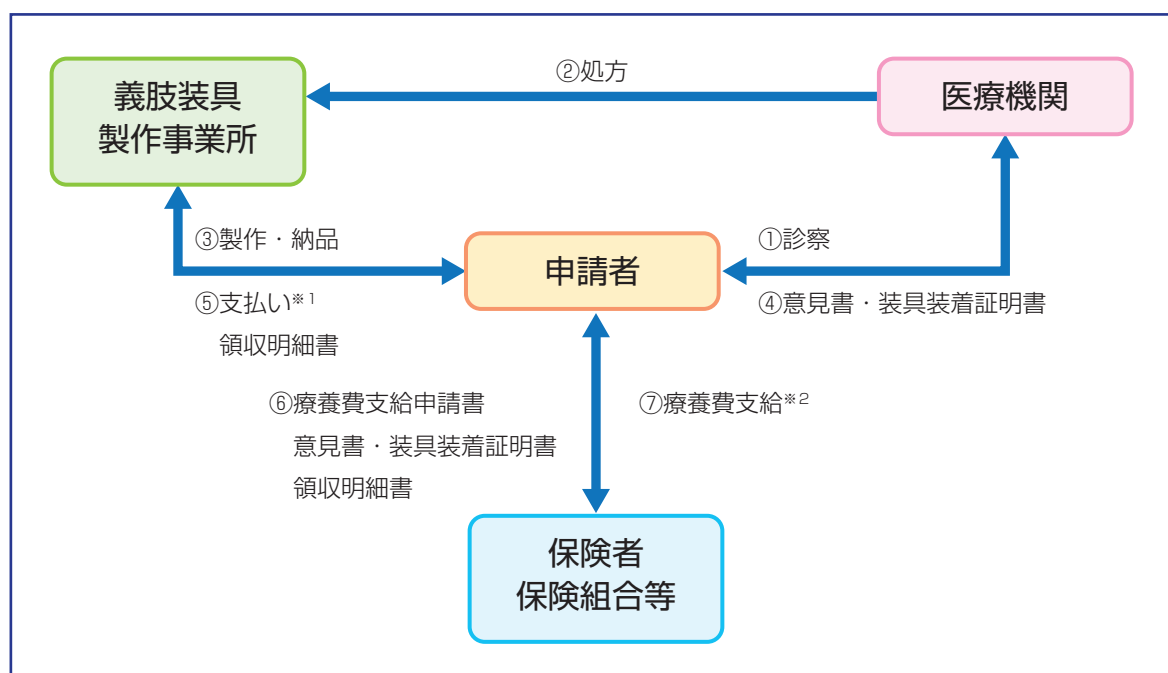 ②処方
義肢装具
製作事業所
医療機関
③製作・納品
申請者
①診察
⑤支払い※1
領収明細書
④意見書・装具装着証明書
⑥療養費支給申請書
意見書・装具装着証明書
領収明細書
⑦療養費支給※2
保険者
保険組合等